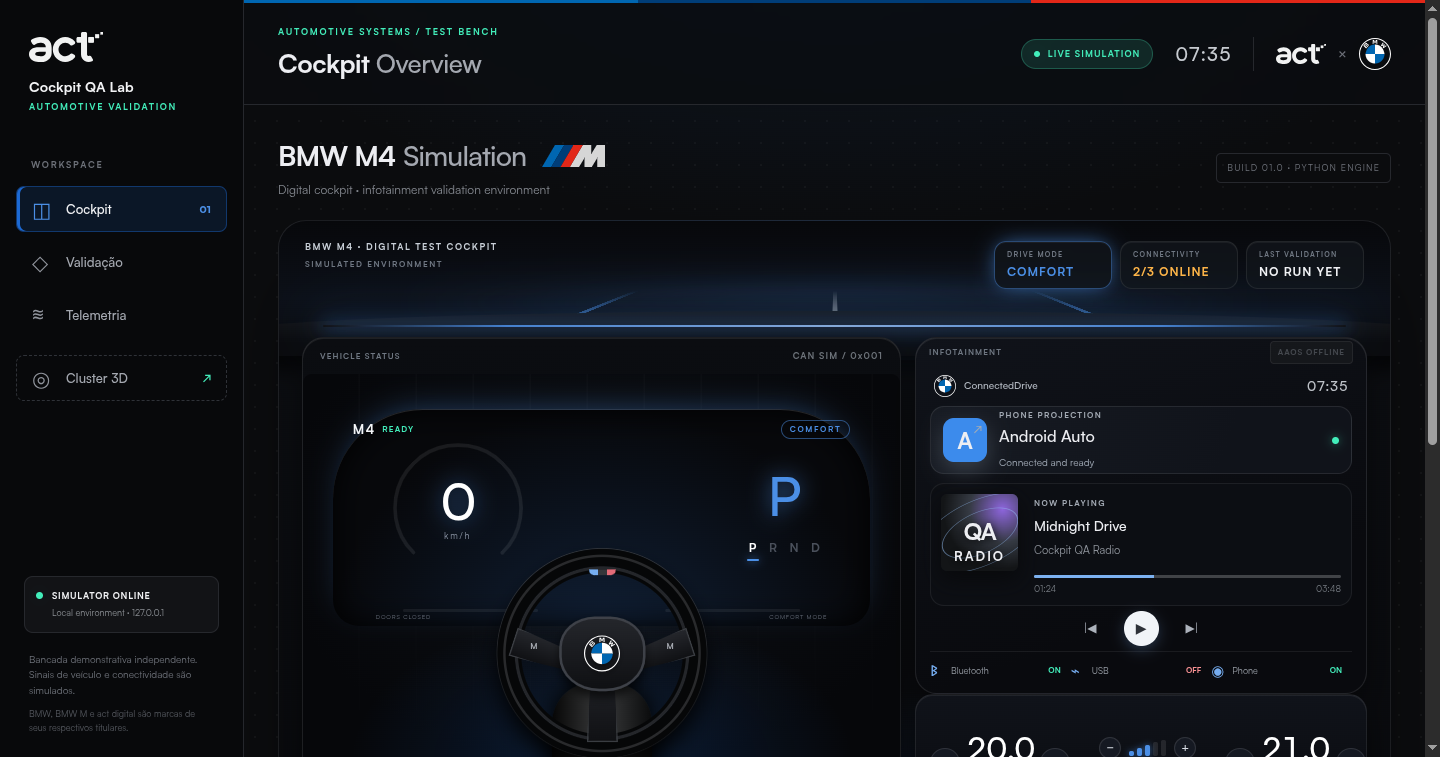 act
Cockpit QA Lab
AUTOMOTIVE VALIDATION
WORKSPACE
Cockpit 01
Validação
Telemetria
Cluster 3D
SIMULATOR ONLINE
Local environment · 127.0.0.1
Bancada demonstrativa independente.
Sinais de veículo e conectividade são
simulados.
BMW, BMW M e act digital são marcas de
seus respectivos titulares.
AUTOMOTIVE SYSTEMS / TEST BENCH
Cockpit Overview
LIVE SIMULATION
07:35
act × BMW
BMW M4 Simulation M
Digital cockpit · infotainment validation environment
BUILD 01.0 · PYTHON ENGINE
BMW M4 · DIGITAL TEST COCKPIT
SIMULATED ENVIRONMENT
DRIVE MODE
COMFORT
CONNECTIVITY
2/3 ONLINE
LAST VALIDATION
NO RUN YET
VEHICLE STATUS
CAN SIM / 0x001
M4 READY
COMFORT
0
km/h
P
P R N D
DOORS CLOSED
COMFORT MODE
M
BMW
M
INFOTAINMENT
AAOS OFFLINE
BMW
ConnectedDrive
07:35
A
PHONE PROJECTION
Android Auto
Connected and ready
QA
RADIO
NOW PLAYING
Midnight Drive
Cockpit QA Radio
01:24
03:48
Bluetooth ON
USB OFF
Phone ON
20.0
21.0